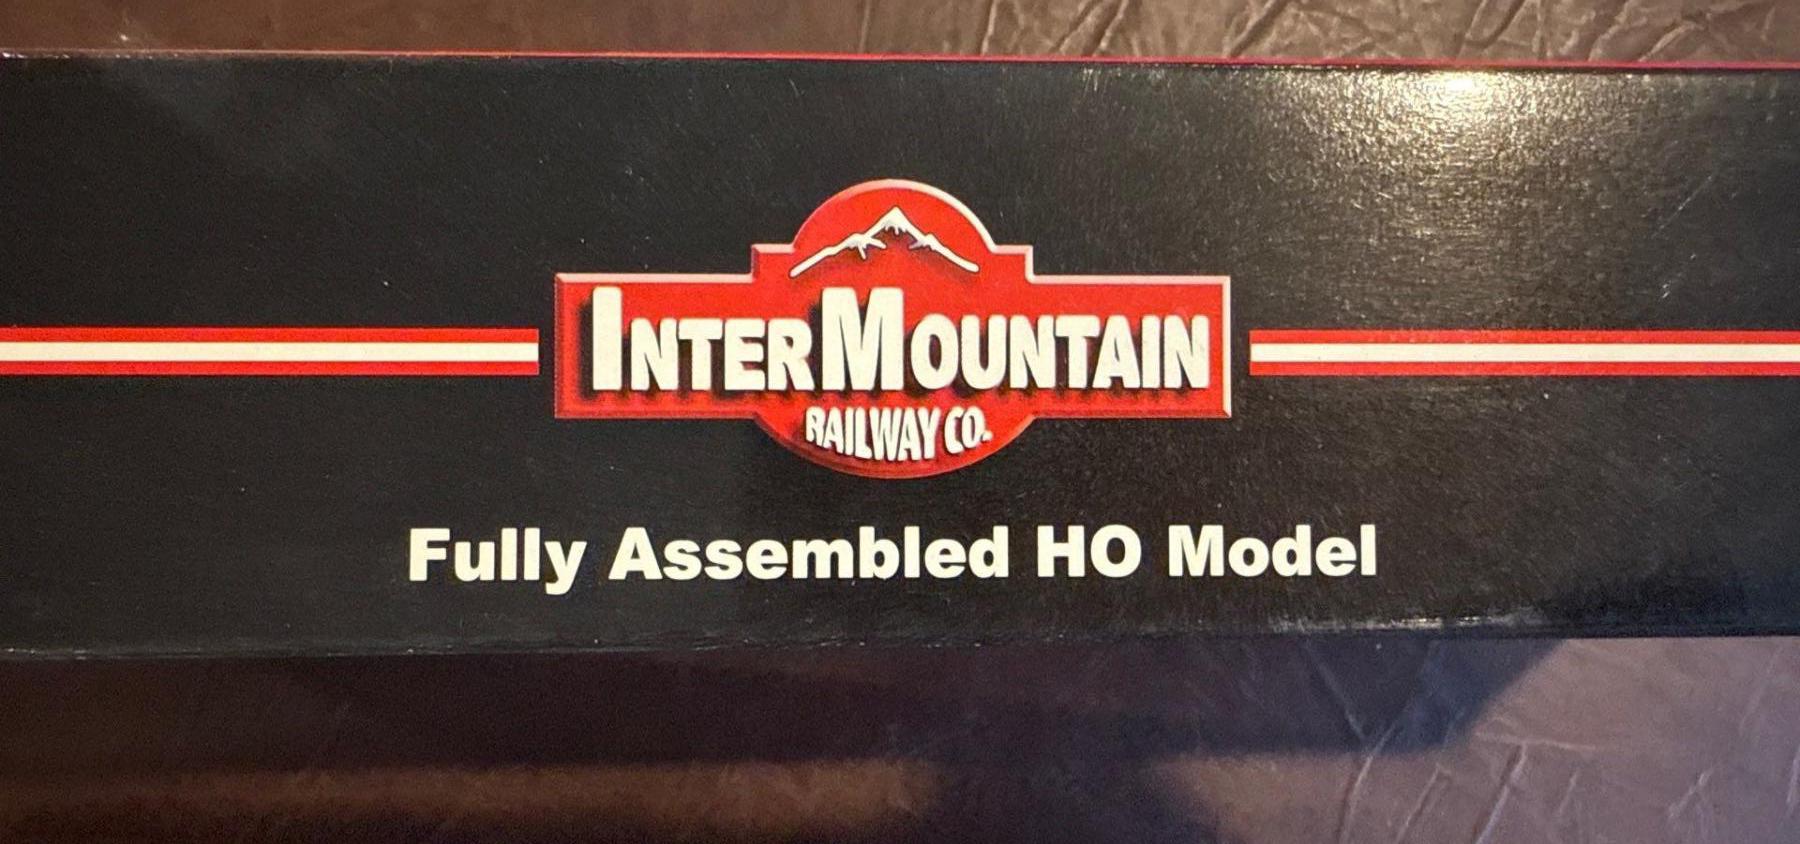 INTERMOUNTAIN
RAILWAY CO.
Fully Assembled HO Model